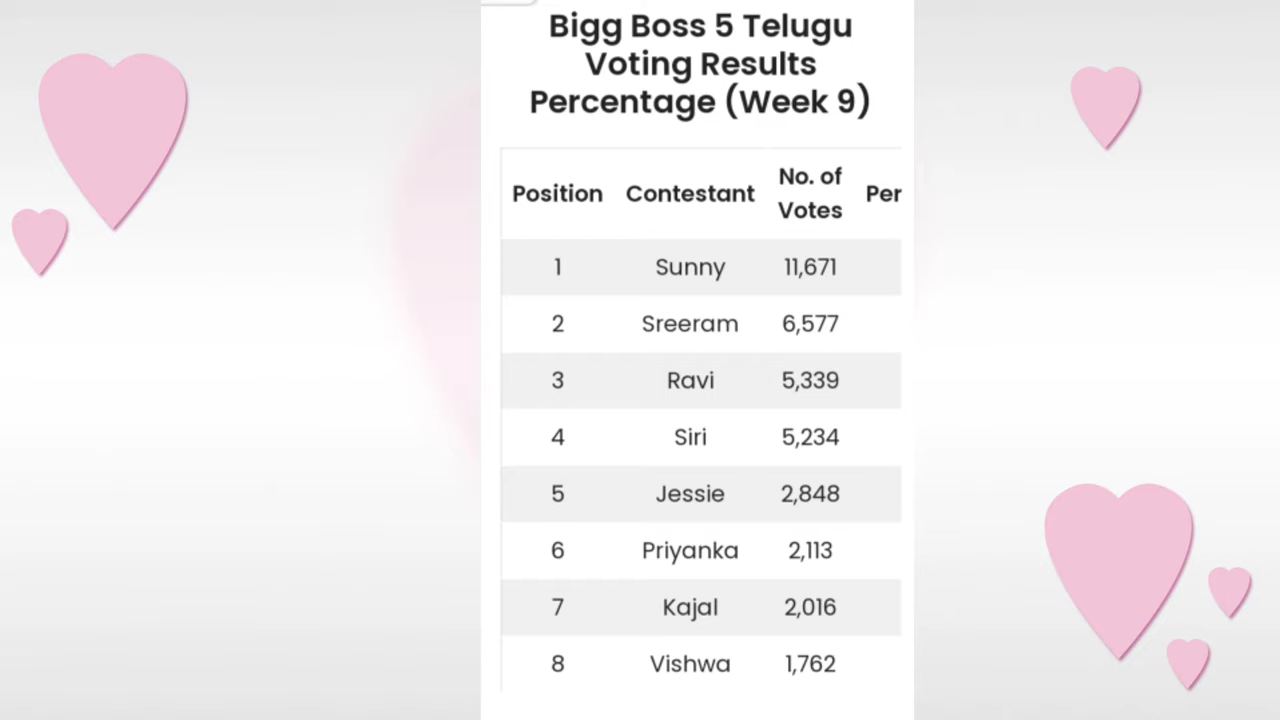 Bigg Boss 5 Telugu
Voting Results
Percentage (Week 9)
Position Contestant No. of Votes Per
1 Sunny 11,671
2 Sreeram 6,577
3 Ravi 5,339
4 Siri 5,234
5 Jessie 2,848
6 Priyanka 2,113
7 Kajal 2,016
8 Vishwa 1,762